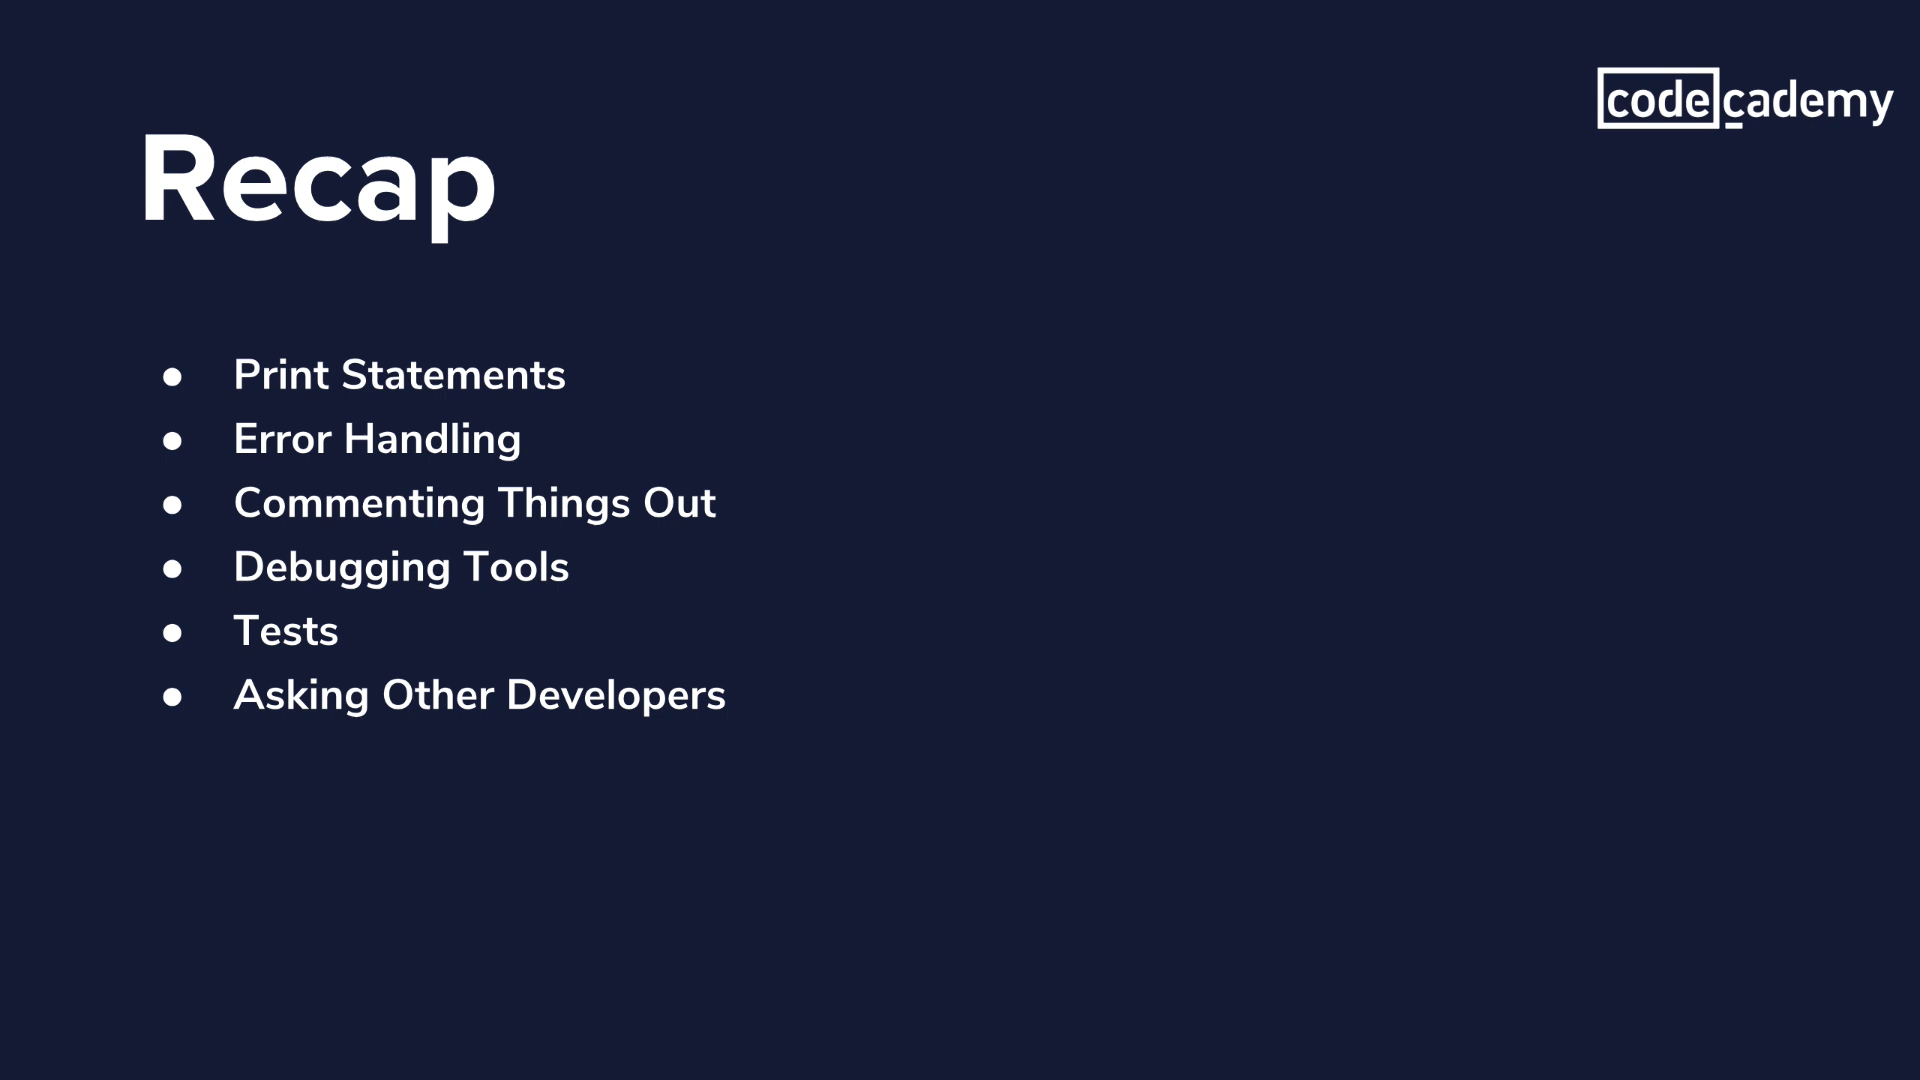 codecademy
Recap
● Print Statements
● Error Handling
● Commenting Things Out
● Debugging Tools
● Tests
● Asking Other Developers